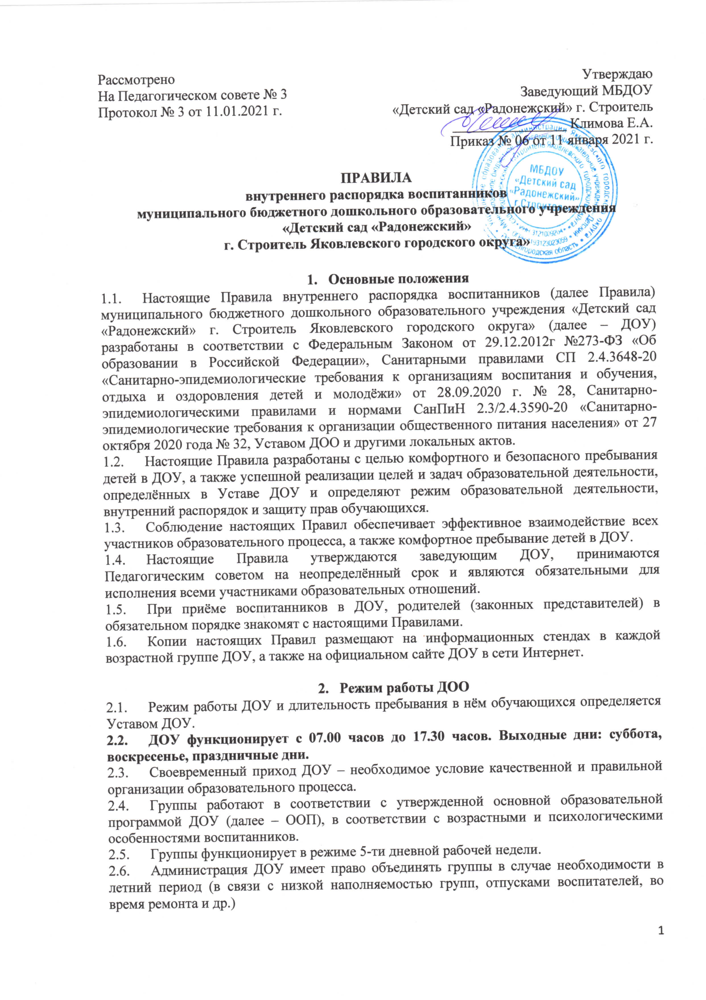 Рассмотрено
На Педагогическом совете № 3
Протокол № 3 от 11.01.2021 г.
Утверждаю
Заведующий МБДОУ
«Детский сад «Радонежский» г. Строитель
Климова Е.А.
Приказ № 06 от 11 января 2021 г.
МБДОУ
«Детский сад
«Радонежский»
г.Строитель
ПРАВИЛА
внутреннего распорядка воспитанников
муниципального бюджетного дошкольного образовательного учреждения
«Детский сад «Радонежский»
г. Строитель Яковлевского городского округа»
1. Основные положения
1.1. Настоящие Правила внутреннего распорядка воспитанников (далее Правила)
муниципального бюджетного дошкольного образовательного учреждения «Детский сад
«Радонежский» г. Строитель Яковлевского городского округа» (далее – ДОУ)
разработаны в соответствии с Федеральным Законом от 29.12.2012г №273-ФЗ «Об
образовании в Российской Федерации», Санитарными правилами СП 2.4.3648-20
«Санитарно-эпидемиологические требования к организациям воспитания и обучения,
отдыха и оздоровления детей и молодёжи» от 28.09.2020 г. № 28, Санитарно-
эпидемиологическими правилами и нормами СанПиН 2.3/2.4.3590-20 «Санитарно-
эпидемиологические требования к организации общественного питания населения» от 27
октября 2020 года № 32, Уставом ДОО и другими локальных актов.
1.2. Настоящие Правила разработаны с целью комфортного и безопасного пребывания
детей в ДОУ, а также успешной реализации целей и задач образовательной деятельности,
определённых в Уставе ДОУ и определяют режим образовательной деятельности,
внутренний распорядок и защиту прав обучающихся.
1.3. Соблюдение настоящих Правил обеспечивает эффективное взаимодействие всех
участников образовательного процесса, а также комфортное пребывание детей в ДОУ.
1.4. Настоящие Правила утверждаются заведующим ДОУ, принимаются
Педагогическим советом на неопределённый срок и являются обязательными для
исполнения всеми участниками образовательных отношений.
1.5. При приёме воспитанников в ДОУ, родителей (законных представителей) в
обязательном порядке знакомят с настоящими Правилами.
1.6. Копии настоящих Правил размещают на информационных стендах в каждой
возрастной группе ДОУ, а также на официальном сайте ДОУ в сети Интернет.
2. Режим работы ДОО
2.1. Режим работы ДОУ и длительность пребывания в нём обучающихся определяется
Уставом ДОУ.
2.2. ДОУ функционирует с 07.00 часов до 17.30 часов. Выходные дни: суббота,
воскресенье, праздничные дни.
2.3. Своевременный приход ДОУ – необходимое условие качественной и правильной
организации образовательного процесса.
2.4. Группы работают в соответствии с утвержденной основной образовательной
программой ДОУ (далее – ООП), в соответствии с возрастными и психологическими
особенностями воспитанников.
2.5. Группы функционирует в режиме 5-ти дневной рабочей недели.
2.6. Администрация ДОУ имеет право объединять группы в случае необходимости в
летний период (в связи с низкой наполняемостью групп, отпусками воспитателей, во
время ремонта и др.)
1